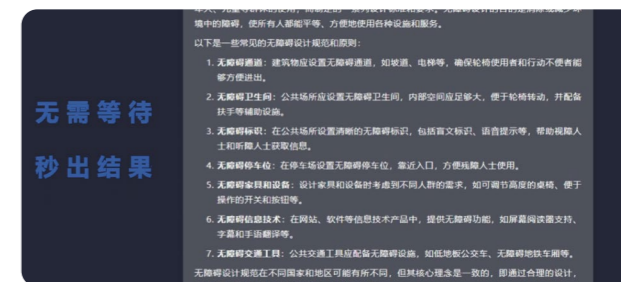 无需等待
秒出结果
境中的障碍，使所有人都能平等、方便地使用各种设施和服务。
以下是一些常见的无障碍设计规范和原则：
1. 无障碍通道：建筑物应设置无障碍通道，如坡道、电梯等，确保轮椅使用者和行动不便者能
够方便进出。
2. 无障碍卫生间：公共场所应设置无障碍卫生间，内部空间应足够大，便于轮椅转动，并配备
扶手等辅助设施。
3. 无障碍标识：在公共场所设置清晰的无障碍标识，包括盲文标识、语音提示等，帮助视障人
士和听障人士获取信息。
4. 无障碍停车位：在停车场设置无障碍停车位，靠近入口，方便残障人士使用。
5. 无障碍家具和设备：设计家具和设备时考虑到不同人群的需求，如可调节高度的桌椅、便于
操作的开关和按钮等。
6. 无障碍信息技术：在网站、软件等信息技术产品中，提供无障碍功能，如屏幕阅读器支持、
字幕和手语翻译等。
7. 无障碍交通工具：公共交通工具应配备无障碍设施，如低地板公交车、无障碍地铁车厢等。
无障碍设计规范在不同国家和地区可能有所不同，但其核心理念是一致的，即通过合理的设计，